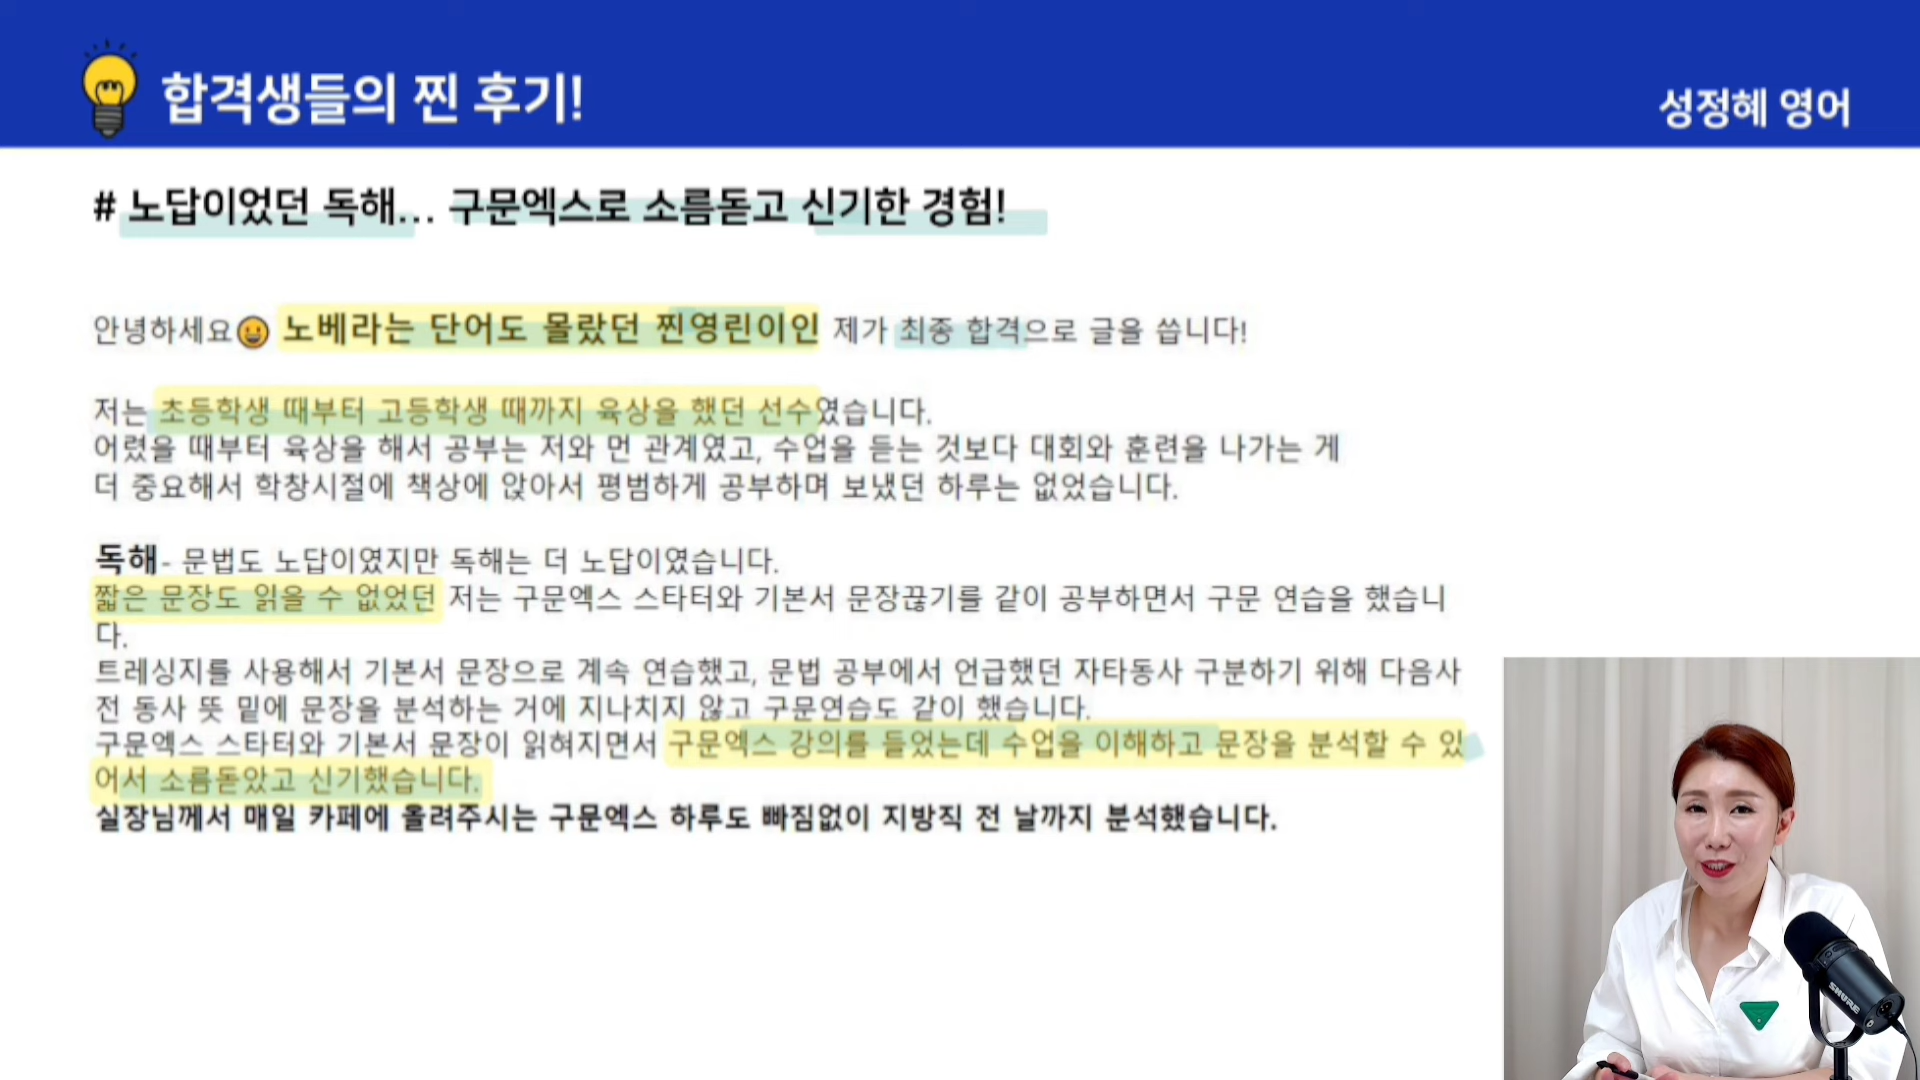 합격생들의 찐 후기!
성정혜 영어
# 노답이었던 독해... 구문엑스로 소름돋고 신기한 경험!
안녕하세요 노베라는 단어도 몰랐던 찐영린이인 제가 최종 합격으로 글을 씁니다!
저는 초등학생 때부터 고등학생 때까지 육상을 했던 선수였습니다.
어렸을 때부터 육상을 해서 공부는 저와 먼 관계였고, 수업을 듣는 것보다 대회와 훈련을 나가는 게
더 중요해서 학창시절에 책상에 앉아서 평범하게 공부하며 보냈던 하루는 없었습니다.
독해- 문법도 노답이였지만 독해는 더 노답이였습니다.
짧은 문장도 읽을 수 없었던 저는 구문엑스 스타터와 기본서 문장끊기를 같이 공부하면서 구문 연습을 했습니
다.
트레싱지를 사용해서 기본서 문장으로 계속 연습했고, 문법 공부에서 언급했던 자타동사 구분하기 위해 다음사
전 동사 뜻 밑에 문장을 분석하는 거에 지나치지 않고 구문연습도 같이 했습니다.
구문엑스 스타터와 기본서 문장이 읽혀지면서 구문엑스 강의를 들었는데 수업을 이해하고 문장을 분석할 수 있
어서 소름돋았고 신기했습니다.
실장님께서 매일 카페에 올려주시는 구문엑스 하루도 빠짐없이 지방직 전 날까지 분석했습니다.
SHURE